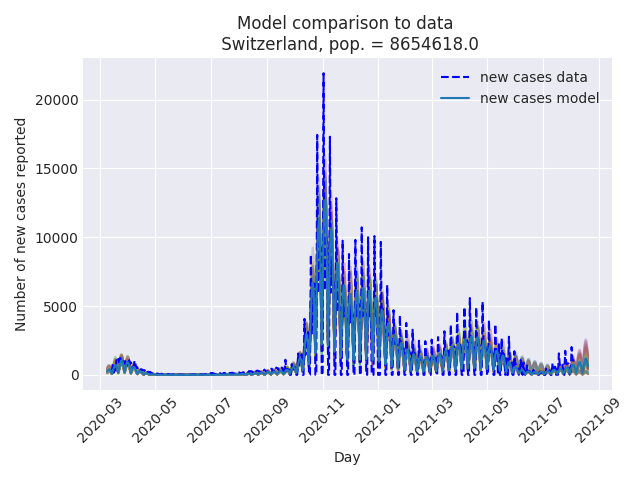 Model comparison to data
Switzerland, pop. = 8654618.0
new cases data
new cases model
Number of new cases reported
20000
15000
10000
5000
0
2020-03
2020-05
2020-07
2020-09
2020-11
2021-01
2021-03
2021-05
2021-07
2021-09
Day